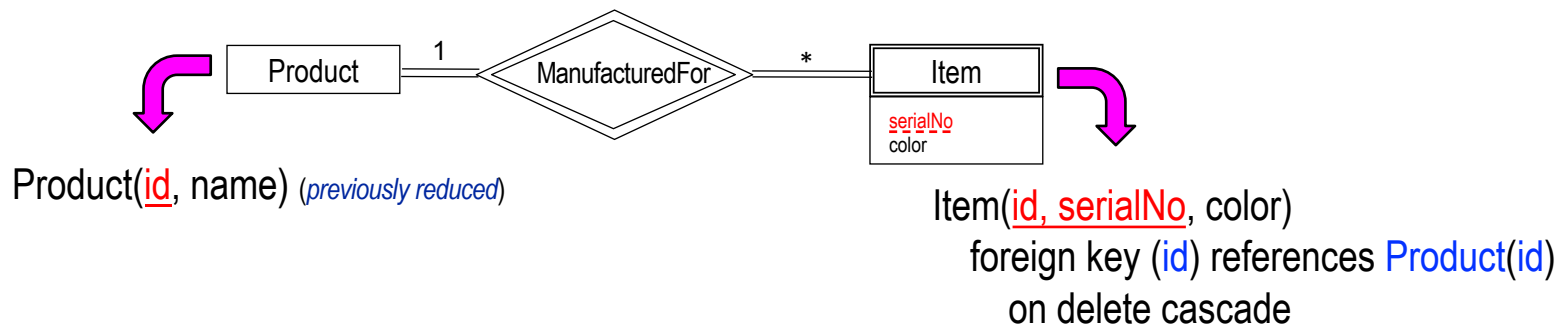 1
*
Product
ManufacturedFor
Item
serialNo
color
Product(id, name) (previously reduced)
Item(id, serialNo, color)
foreign key (id) references Product(id)
on delete cascade